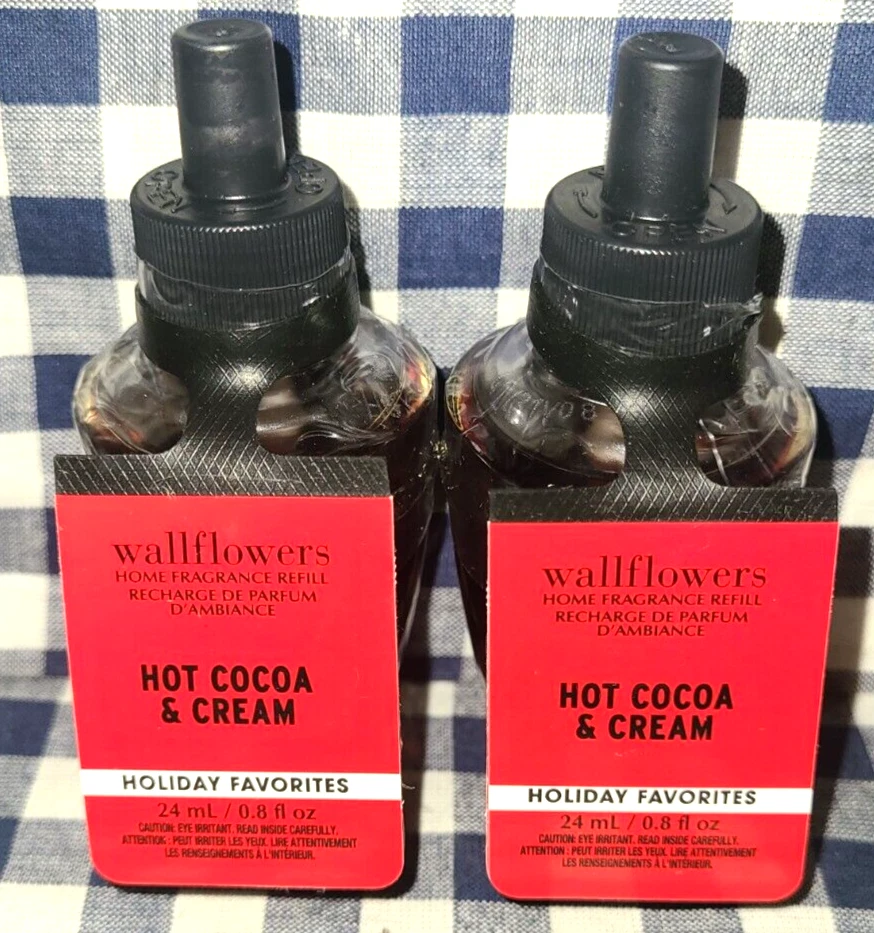 OPEN
OPEN
wallflowers
HOME FRAGRANCE REFILL
RECHARGE DE PARFUM
D'AMBIANCE
HOT COCOA
& CREAM
HOLIDAY FAVORITES
24 mL / 0.8 fl oz
CAUTION: EYE IRRITANT. READ INSIDE CAREFULLY.
ATTENTION : PEUT IRRITER LES YEUX. LIRE ATTENTIVEMENT
LES RENSEIGNEMENTS À L'INTÉRIEUR.
OPEN
wallflowers
HOME FRAGRANCE REFILL
RECHARGE DE PARFUM
D'AMBIANCE
HOT COCOA
& CREAM
HOLIDAY FAVORITES
24 mL / 0.8 fl oz
CAUTION: EYE IRRITANT. READ INSIDE CAREFULLY.
ATTENTION : PEUT IRRITER LES YEUX. LIRE ATTENTIVEMENT
LES RENSEIGNEMENTS À L'INTÉRIEUR.